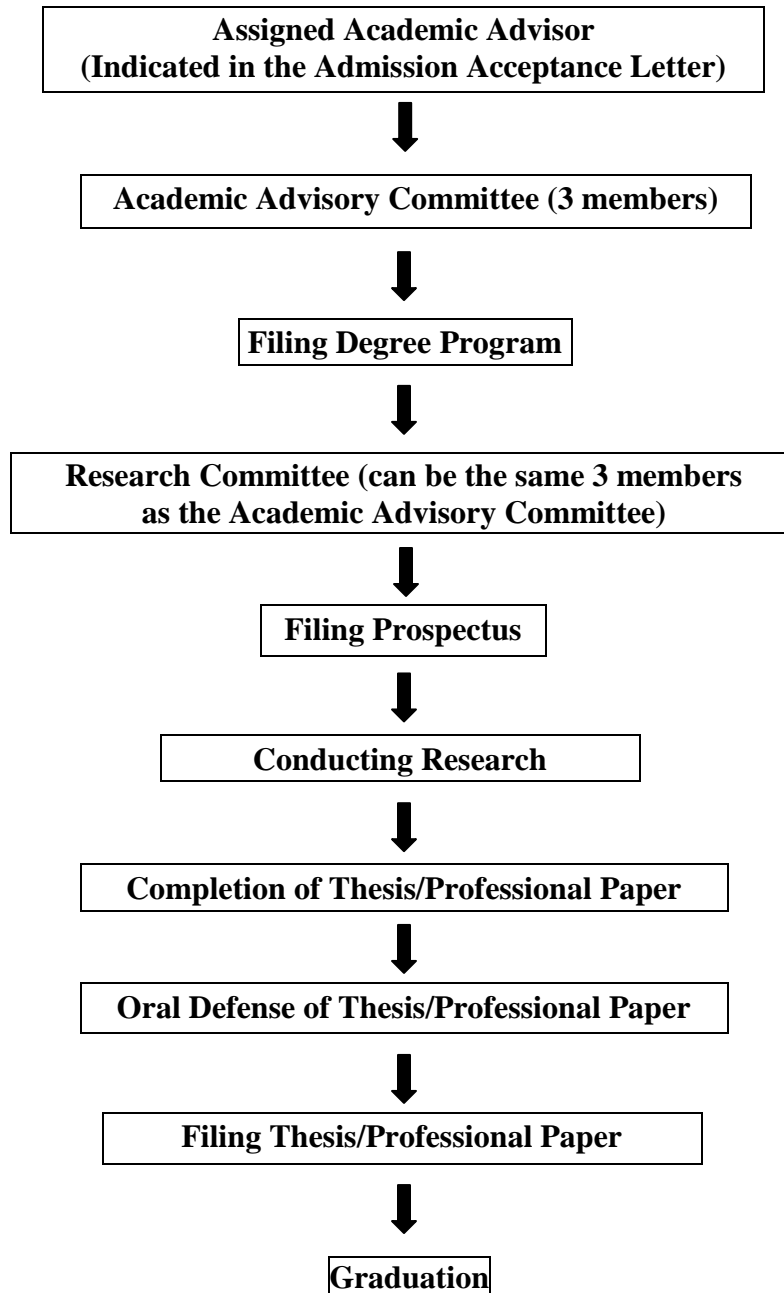 Assigned Academic Advisor
(Indicated in the Admission Acceptance Letter)
Academic Advisory Committee (3 members)
Filing Degree Program
Research Committee (can be the same 3 members
as the Academic Advisory Committee)
Filing Prospectus
Conducting Research
Completion of Thesis/Professional Paper
Oral Defense of Thesis/Professional Paper
Filing Thesis/Professional Paper
Graduation